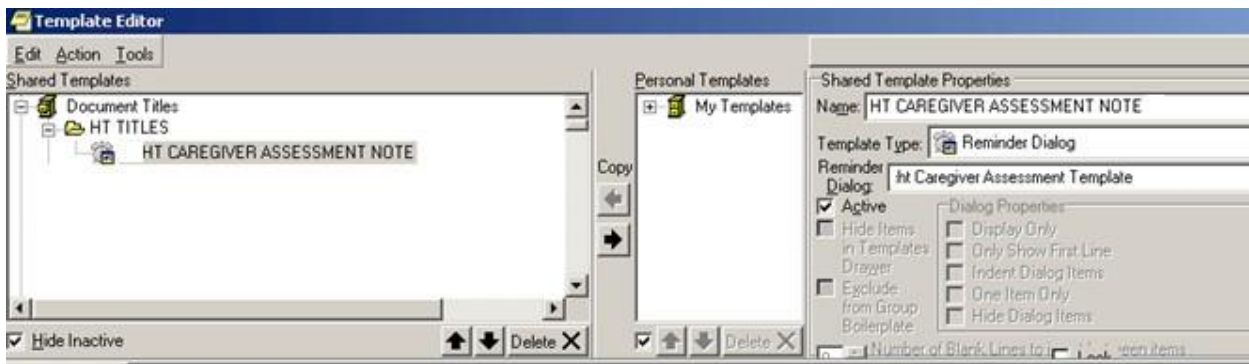 Template Editor
Edit Action Tools
Shared Templates
Document Titles
HT TITLES
HT CAREGIVER ASSESSMENT NOTE
Hide Inactive
Delete
Copy
Personal Templates
My Templates
Delete
Shared Template Properties
Name: HT CAREGIVER ASSESSMENT NOTE
Template Type: Reminder Dialog
Reminder Dialog: ht Caregiver Assessment Template
Active
Hide Items
in Templates
Drawer
Exclude
from Group
Boilerplate
Dialog Properties
Display Only
Only Show First Line
Indent Dialog Items
One Item Only
Hide Dialog Items
Number of Blank Lines to i Look een items